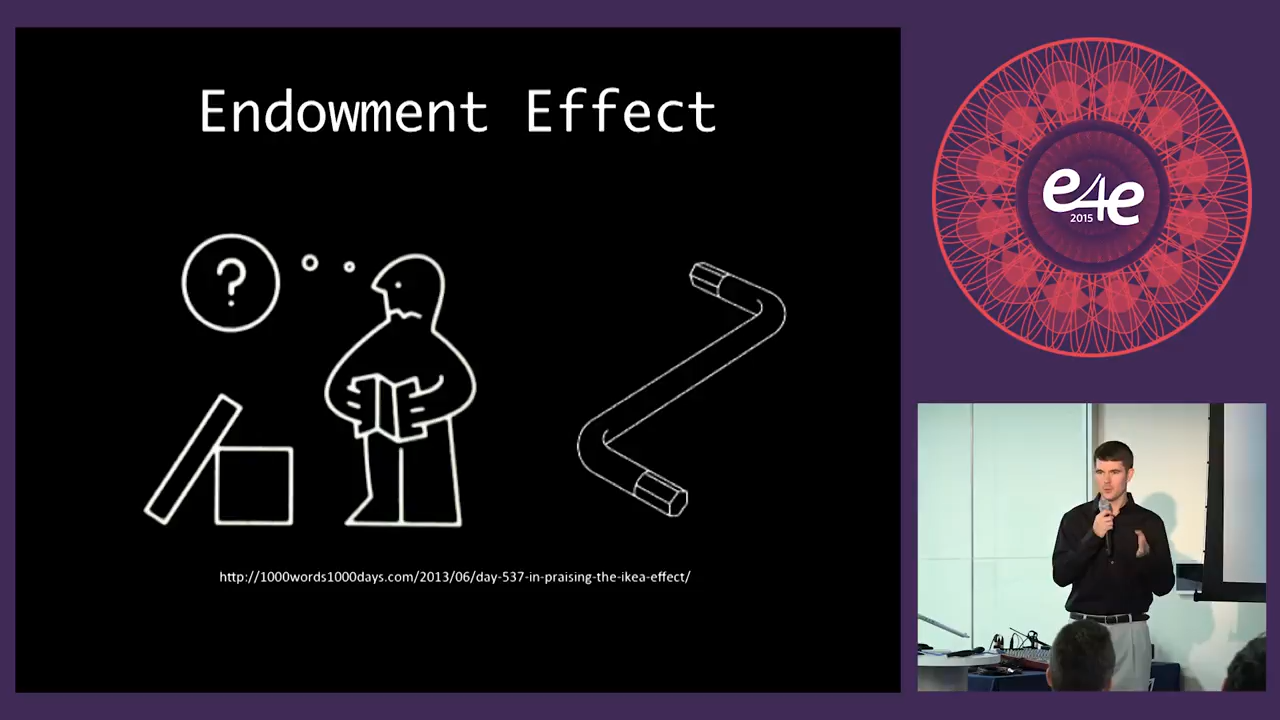 Endowment Effect
?
http://1000words1000days.com/2013/06/day-537-in-praising-the-ikea-effect/
e4e
2015